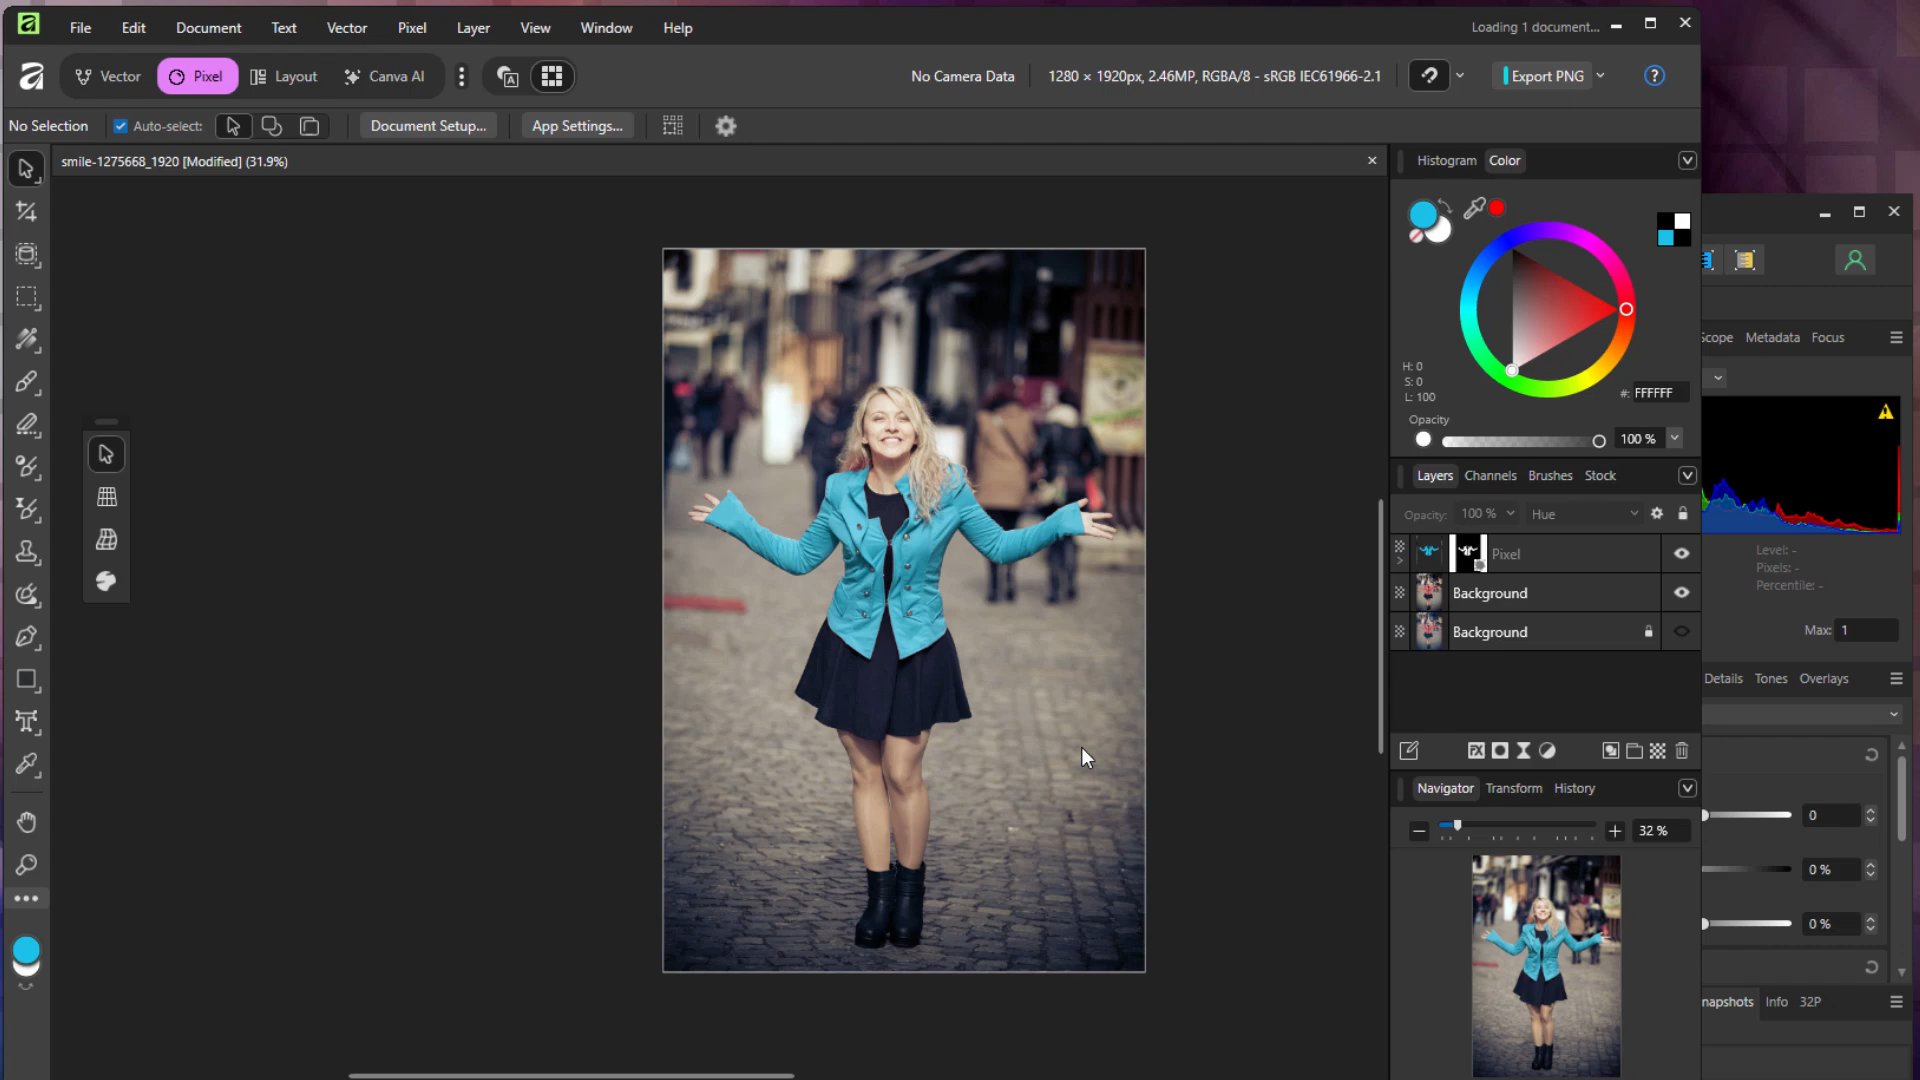 File Edit Document Text Vector Pixel Layer View Window Help Loading 1 document...
Vector Pixel Layout Canva AI No Camera Data 1280 × 1920px, 2.46MP, RGBA/8 - sRGB IEC61966-2.1 Export PNG
No Selection Auto-select: Document Setup... App Settings...
smile-1275668_1920 [Modified] (31.9%)
Histogram Color
H: 0
S: 0
L: 100
#: FFFFFF
Opacity
100 %
Layers Channels Brushes Stock
Opacity: 100 % Hue
Pixel
Background
Background
Navigator Transform History
32 %
Scope Metadata Focus
Level: -
Pixels: -
Percentile: -
Max: 1
Details Tones Overlays
0
0 %
0 %
napshots Info 32P